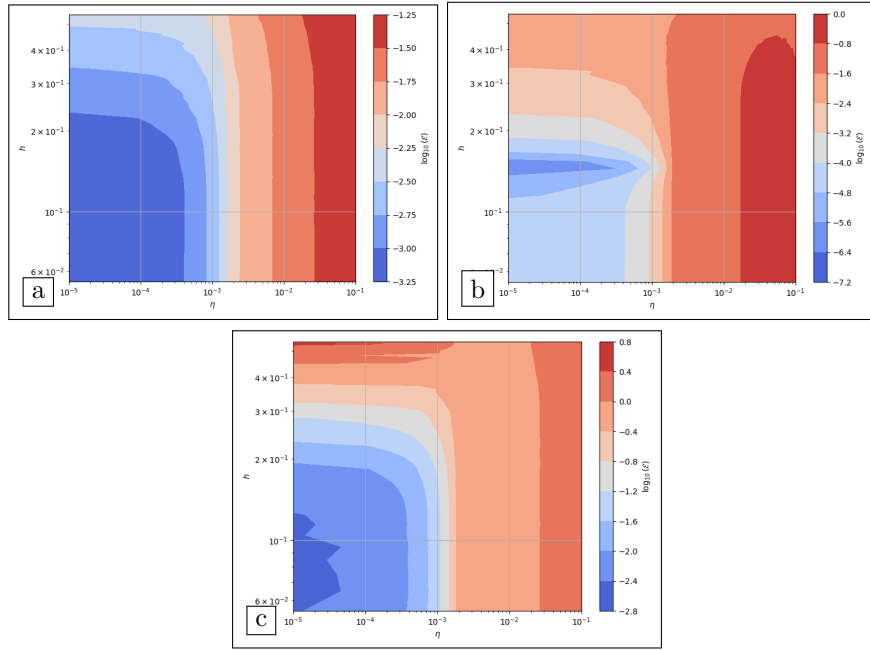 4 × 10⁻¹
3 × 10⁻¹
2 × 10⁻¹
h
10⁻¹
6 × 10⁻²
a
10⁻⁵ 10⁻⁴ 10⁻³ 10⁻² 10⁻¹
η
−1.25
−1.50
−1.75
−2.00
−2.25
−2.50
−2.75
−3.00
−3.25
log₁₀(ℰ)
4 × 10⁻¹
3 × 10⁻¹
2 × 10⁻¹
h
10⁻¹
6 × 10⁻²
b
10⁻⁵ 10⁻⁴ 10⁻³ 10⁻² 10⁻¹
η
0.0
−0.8
−1.6
−2.4
−3.2
−4.0
−4.8
−5.6
−6.4
−7.2
log₁₀(ℰ)
4 × 10⁻¹
3 × 10⁻¹
2 × 10⁻¹
h
10⁻¹
6 × 10⁻²
c
10⁻⁵ 10⁻⁴ 10⁻³ 10⁻² 10⁻¹
η
0.8
0.4
0.0
−0.4
−0.8
−1.2
−1.6
−2.0
−2.4
−2.8
log₁₀(ℰ)